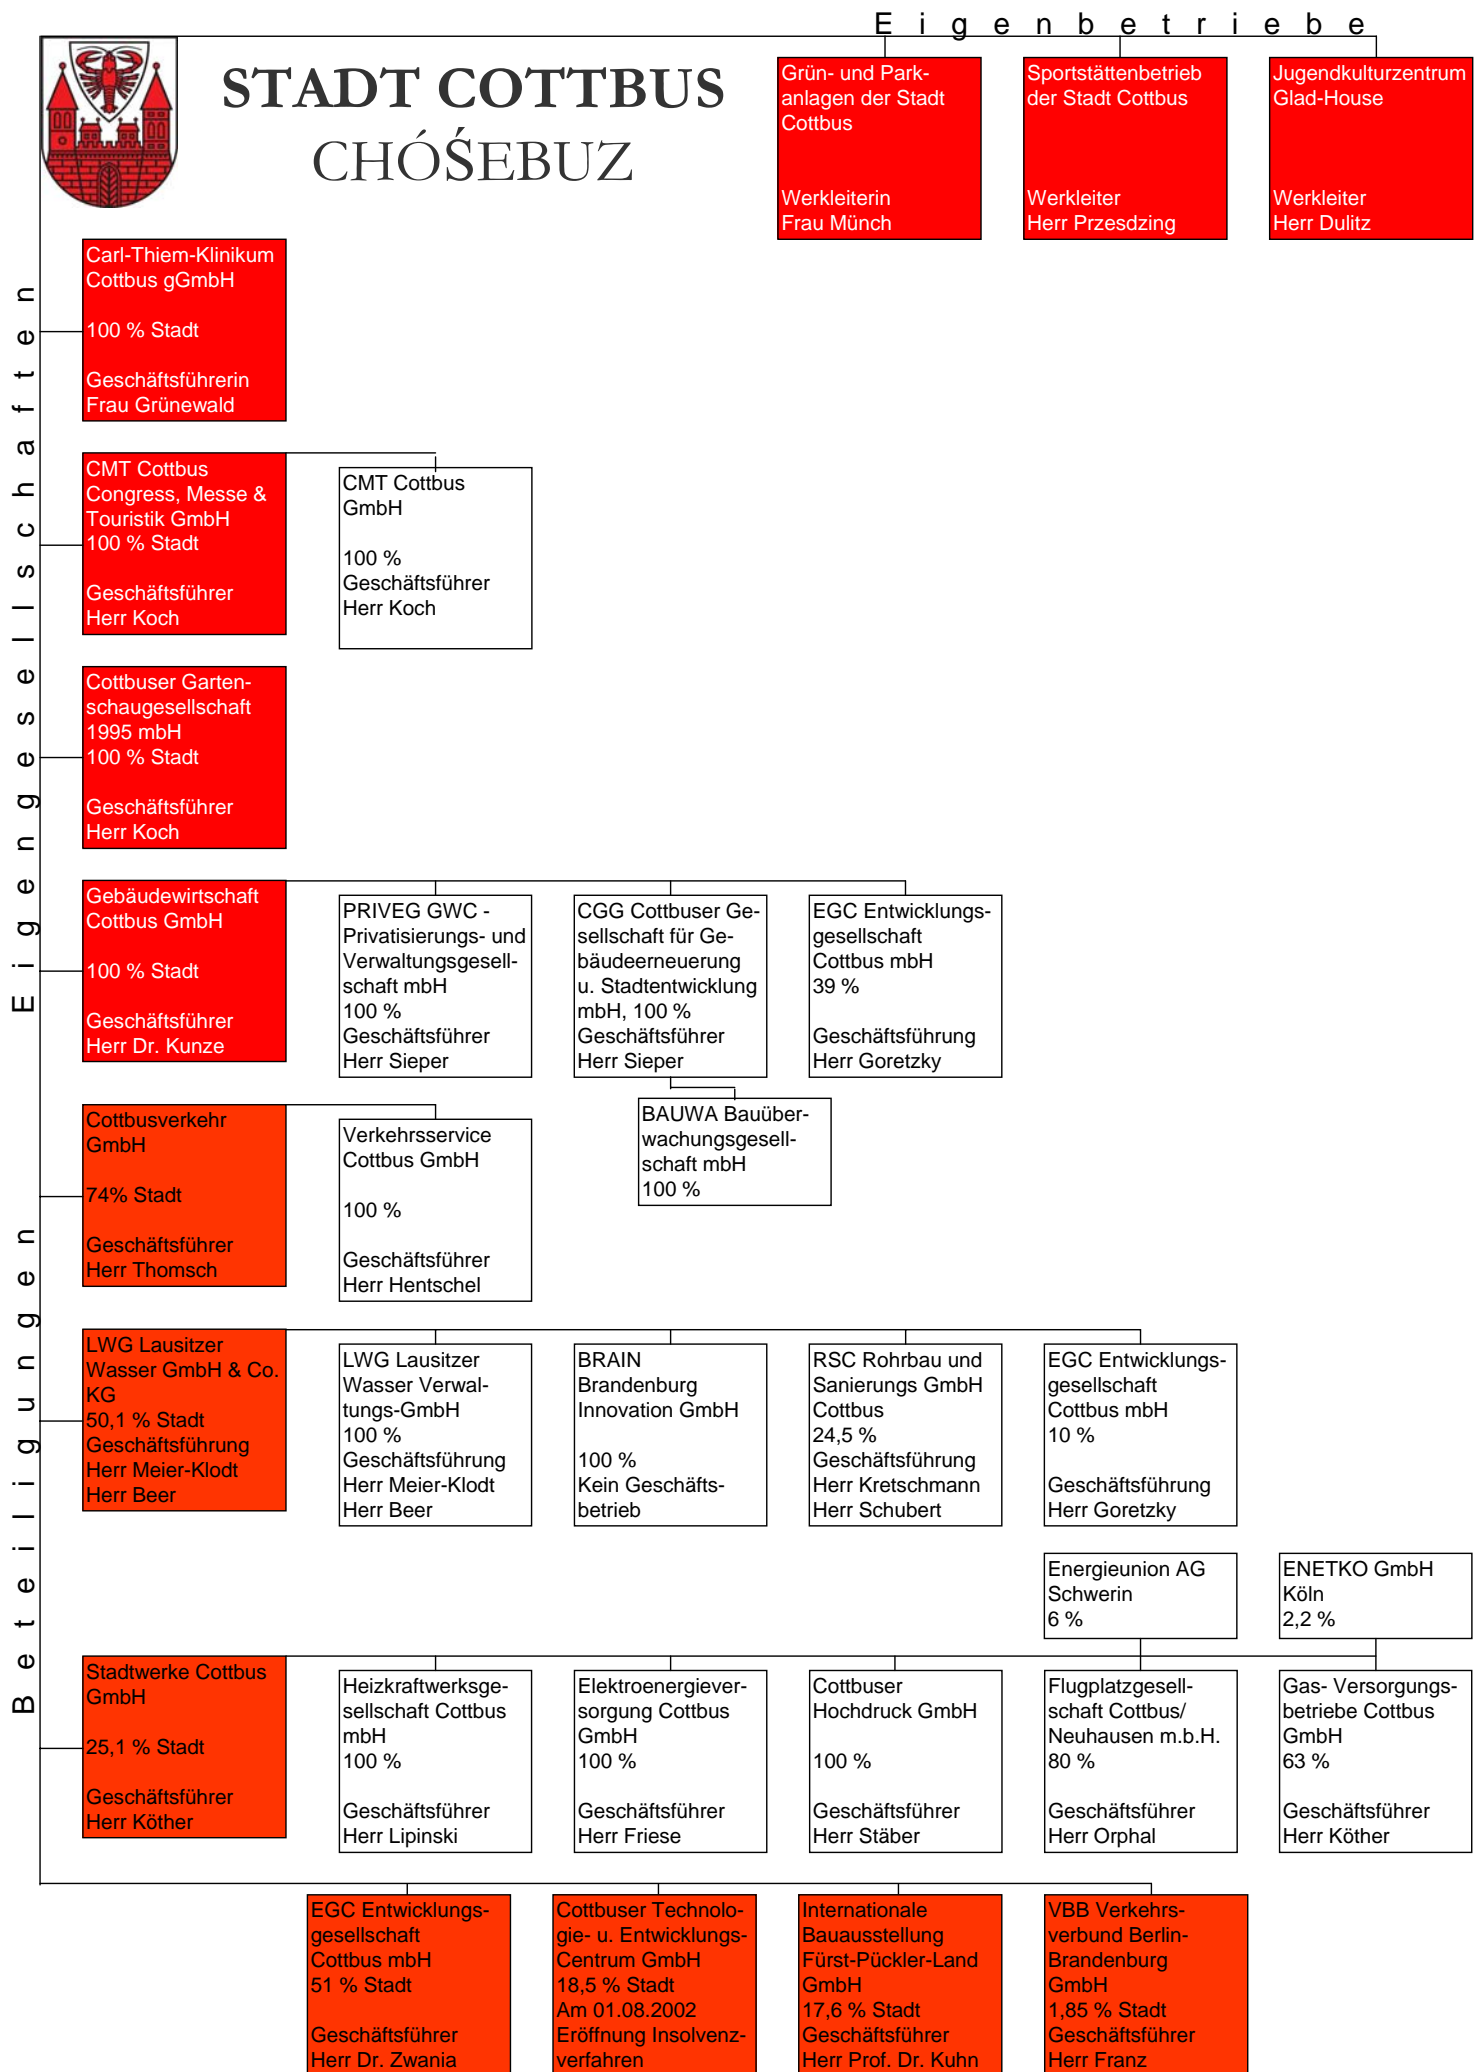 Eigenbetriebe
STADT COTTBUS
CHÓŚEBUZ
Grün- und Park-
anlagen der Stadt
Cottbus
Werkleiterin
Frau Münch
Sportstättenbetrieb
der Stadt Cottbus
Werkleiter
Herr Przesdzing
Jugendkulturzentrum
Glad-House
Werkleiter
Herr Dulitz
Eigengesellschaften
Carl-Thiem-Klinikum
Cottbus gGmbH
100 % Stadt
Geschäftsführerin
Frau Grünewald
CMT Cottbus
Congress, Messe &
Touristik GmbH
100 % Stadt
Geschäftsführer
Herr Koch
CMT Cottbus
GmbH
100 %
Geschäftsführer
Herr Koch
Cottbuser Garten-
schaugesellschaft
1995 mbH
100 % Stadt
Geschäftsführer
Herr Koch
Gebäudewirtschaft
Cottbus GmbH
100 % Stadt
Geschäftsführer
Herr Dr. Kunze
PRIVEG GWC -
Privatisierungs- und
Verwaltungsgesell-
schaft mbH
100 %
Geschäftsführer
Herr Sieper
CGG Cottbuser Ge-
sellschaft für Ge-
bäudeerneuerung
u. Stadtentwicklung
mbH, 100 %
Geschäftsführer
Herr Sieper
EGC Entwicklungs-
gesellschaft
Cottbus mbH
39 %
Geschäftsführung
Herr Goretzky
BAUWA Bauüber-
wachungsgesell-
schaft mbH
100 %
Beteiligungen
Cottbusverkehr
GmbH
74% Stadt
Geschäftsführer
Herr Thomsch
Verkehrsservice
Cottbus GmbH
100 %
Geschäftsführer
Herr Hentschel
LWG Lausitzer
Wasser GmbH & Co.
KG
50,1 % Stadt
Geschäftsführung
Herr Meier-Klodt
Herr Beer
LWG Lausitzer
Wasser Verwal-
tungs-GmbH
100 %
Geschäftsführung
Herr Meier-Klodt
Herr Beer
BRAIN
Brandenburg
Innovation GmbH
100 %
Kein Geschäfts-
betrieb
RSC Rohrbau und
Sanierungs GmbH
Cottbus
24,5 %
Geschäftsführung
Herr Kretschmann
Herr Schubert
EGC Entwicklungs-
gesellschaft
Cottbus mbH
10 %
Geschäftsführung
Herr Goretzky
Energieunion AG
Schwerin
6 %
ENETKO GmbH
Köln
2,2 %
Stadtwerke Cottbus
GmbH
25,1 % Stadt
Geschäftsführer
Herr Köther
Heizkraftwerksge-
sellschaft Cottbus
mbH
100 %
Geschäftsführer
Herr Lipinski
Elektroenergiever-
sorgung Cottbus
GmbH
100 %
Geschäftsführer
Herr Friese
Cottbuser
Hochdruck GmbH
100 %
Geschäftsführer
Herr Stäber
Flugplatzgesell-
schaft Cottbus/
Neuhausen m.b.H.
80 %
Geschäftsführer
Herr Orphal
Gas- Versorgungs-
betriebe Cottbus
GmbH
63 %
Geschäftsführer
Herr Köther
EGC Entwicklungs-
gesellschaft
Cottbus mbH
51 % Stadt
Geschäftsführer
Herr Dr. Zwania
Cottbuser Technolo-
gie- u. Entwicklungs-
Centrum GmbH
18,5 % Stadt
Am 01.08.2002
Eröffnung Insolvenz-
verfahren
Internationale
Bauausstellung
Fürst-Pückler-Land
GmbH
17,6 % Stadt
Geschäftsführer
Herr Prof. Dr. Kuhn
VBB Verkehrs-
verbund Berlin-
Brandenburg
GmbH
1,85 % Stadt
Geschäftsführer
Herr Franz